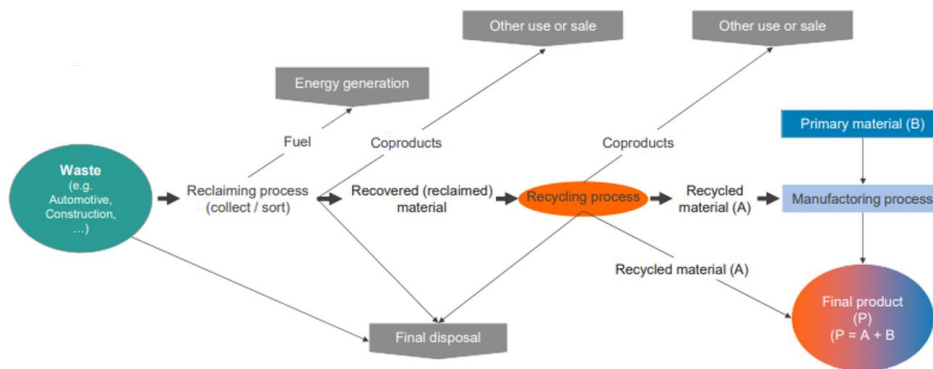 Other use or sale
Other use or sale
Energy generation
Primary material (B)
Fuel
Coproducts
Coproducts
Waste
(e.g.
Automotive,
Construction,
…)
Reclaiming process
(collect / sort)
Recovered (reclaimed)
material
Recycling process
Recycled
material (A)
Manufactoring process
Recycled material (A)
Final product
(P)
(P = A + B
Final disposal